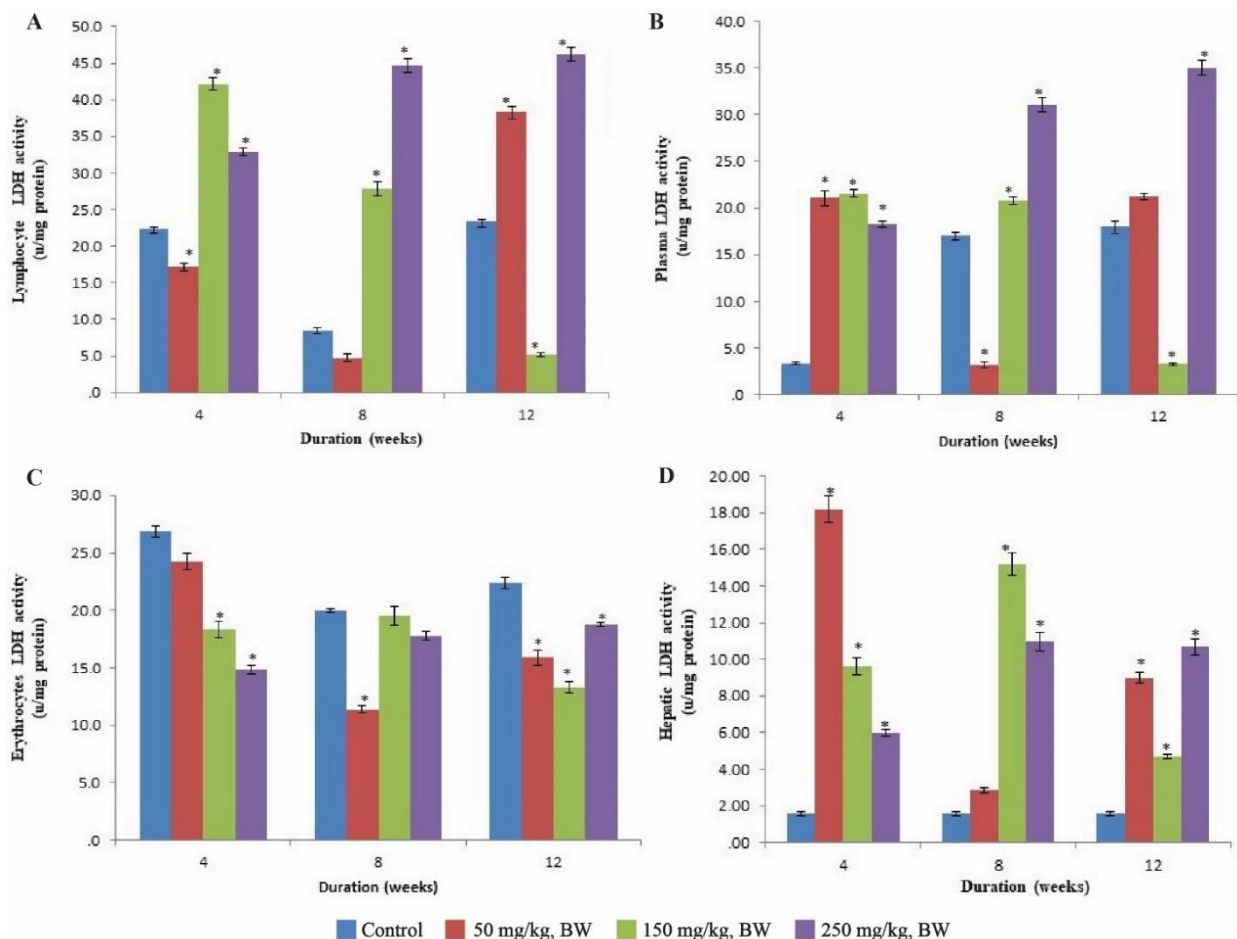 A
50.0
45.0
40.0
35.0
30.0
25.0
20.0
15.0
10.0
5.0
.0
Lymphocyte LDH activity
(u/mg protein)
* * * * * * * *
4 8 12
Duration (weeks)
B
40.0
35.0
30.0
25.0
20.0
15.0
10.0
5.0
.0
Plasma LDH activity
(u/mg protein)
* * * * * * * *
4 8 12
Duration (weeks)
C
30.0
25.0
20.0
15.0
10.0
5.0
.0
Erythrocytes LDH activity
(u/mg protein)
* * * * * *
4 8 12
Duration (weeks)
D
20.00
18.00
16.00
14.00
12.00
10.00
8.00
6.00
4.00
2.00
.00
Hepatic LDH activity
(u/mg protein)
* * * * * * * *
4 8 12
Duration (weeks)
Control 50 mg/kg, BW 150 mg/kg, BW 250 mg/kg, BW